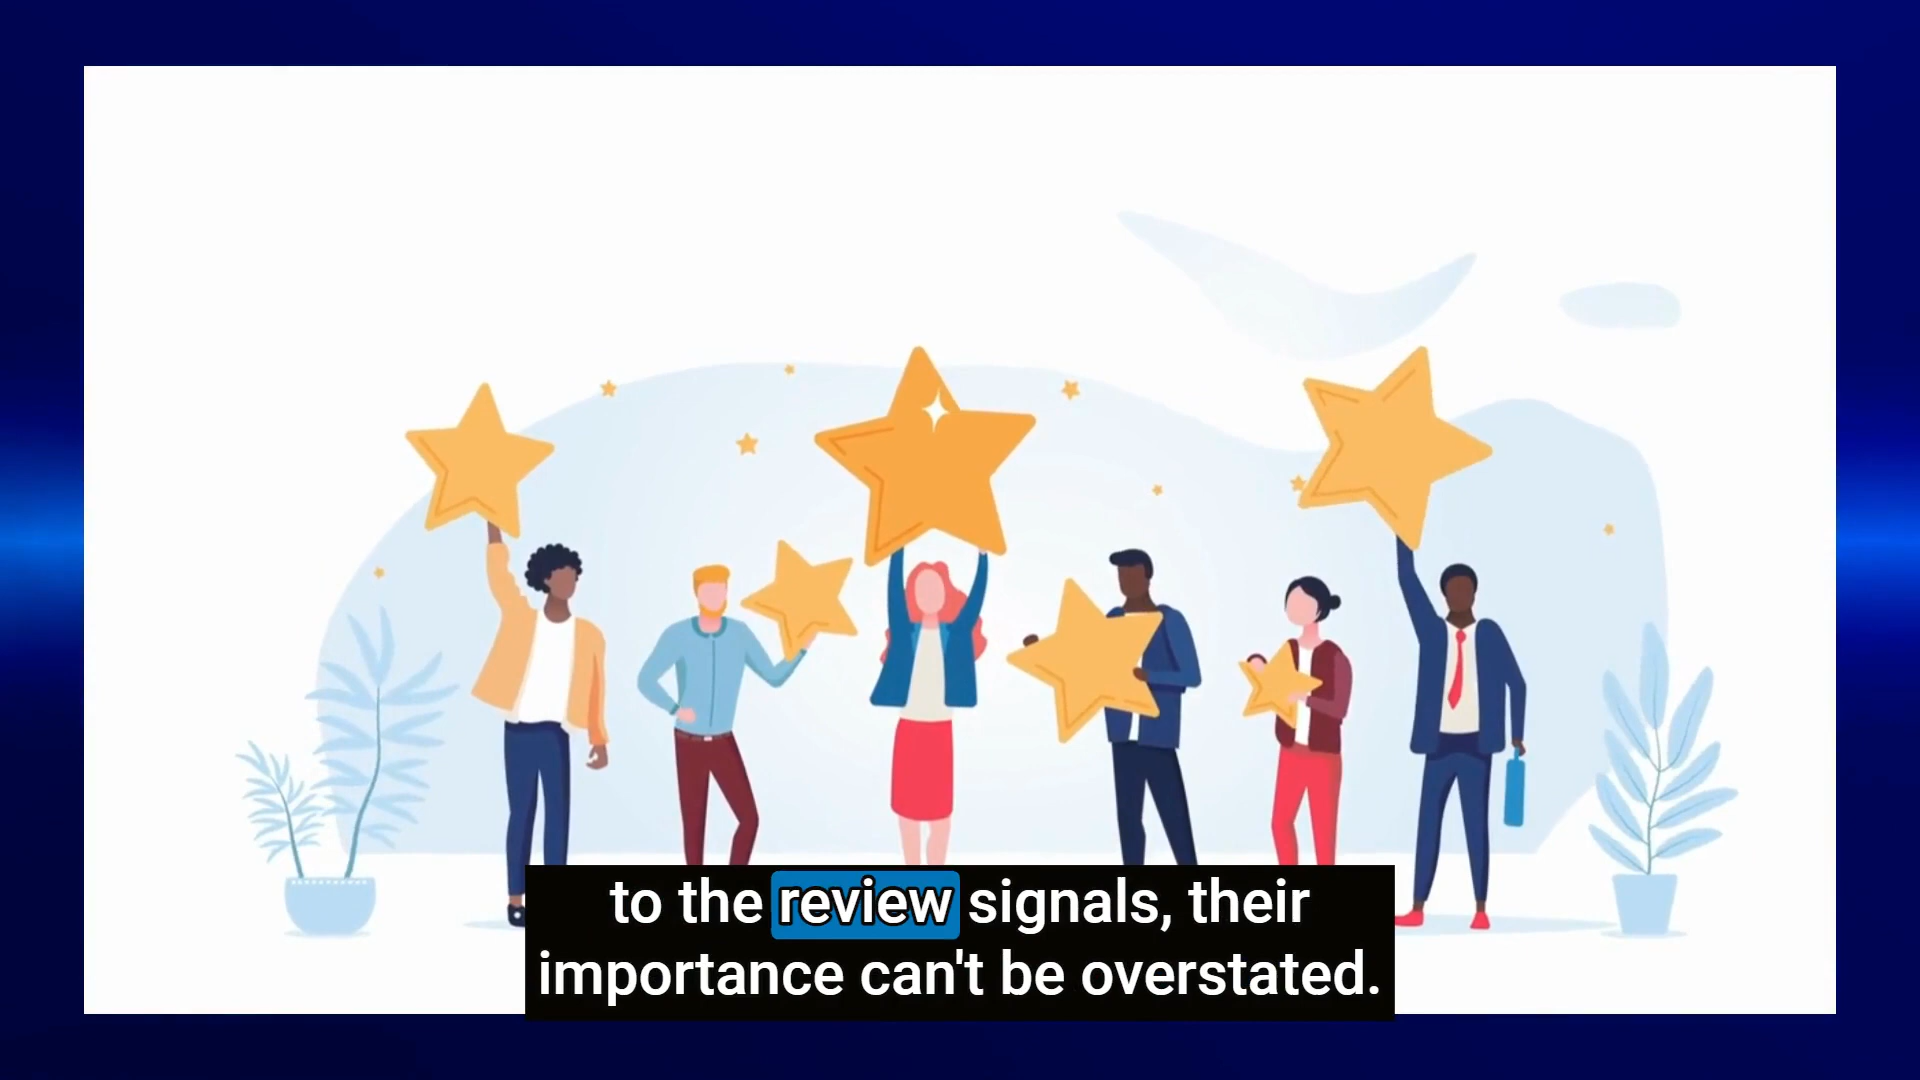 to the review signals, their
importance can't be overstated.